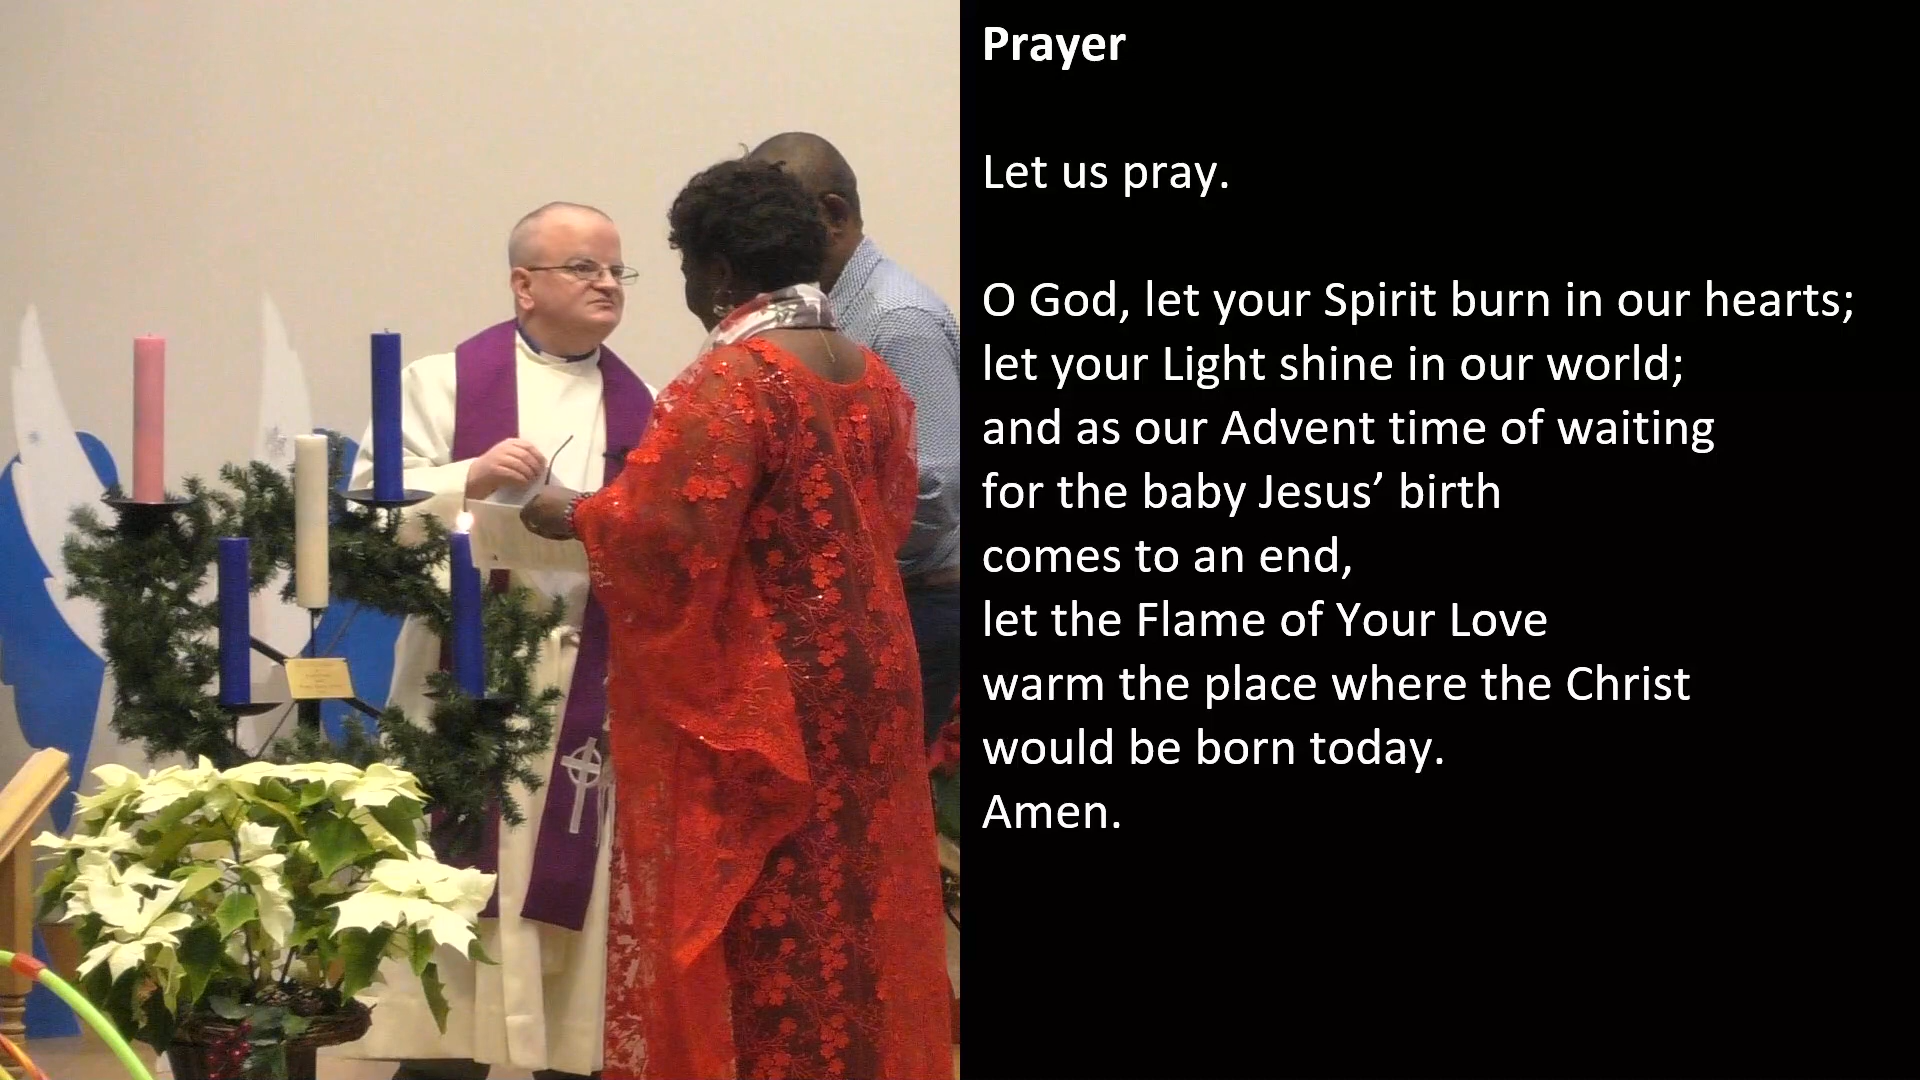 Prayer
Let us pray.
O God, let your Spirit burn in our hearts;
let your Light shine in our world;
and as our Advent time of waiting
for the baby Jesus’ birth
comes to an end,
let the Flame of Your Love
warm the place where the Christ
would be born today.
Amen.